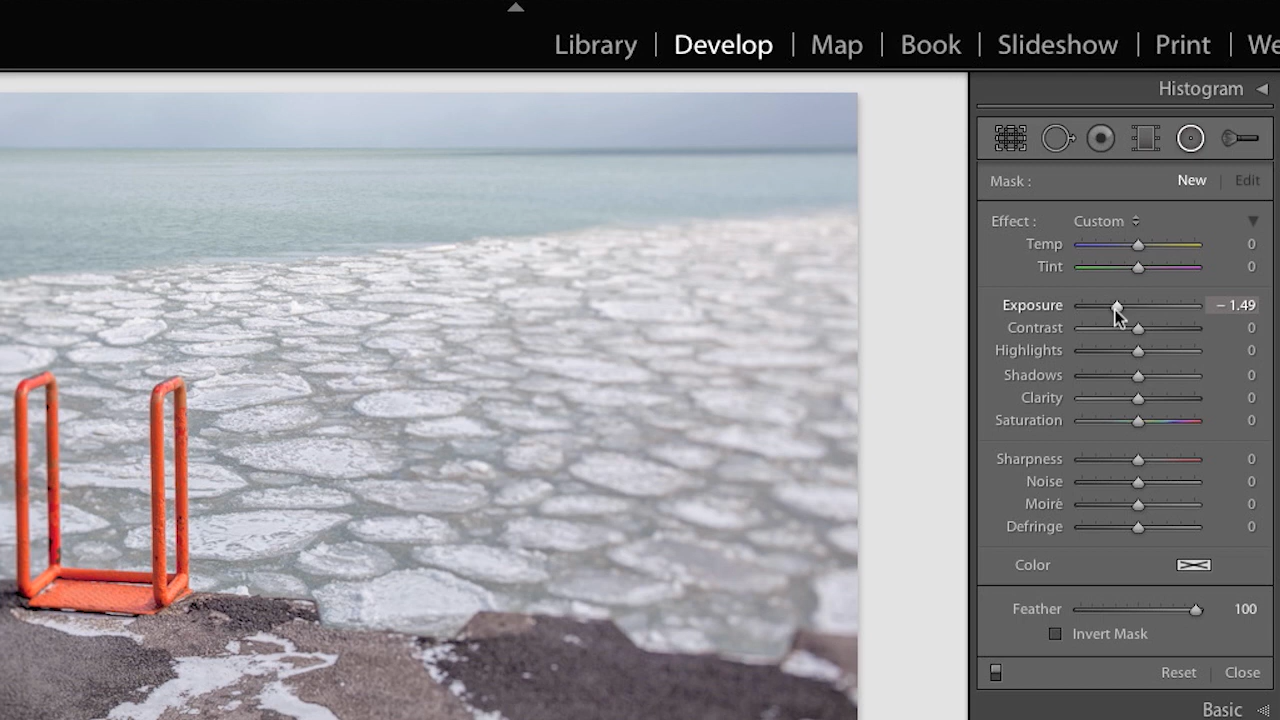 Library | Develop | Map | Book | Slideshow | Print | We
Histogram
Mask : New | Edit
Effect : Custom
Temp 0
Tint 0
Exposure – 1.49
Contrast 0
Highlights 0
Shadows 0
Clarity 0
Saturation 0
Sharpness 0
Noise 0
Moiré 0
Defringe 0
Color
Feather 100
Invert Mask
Reset | Close
Basic